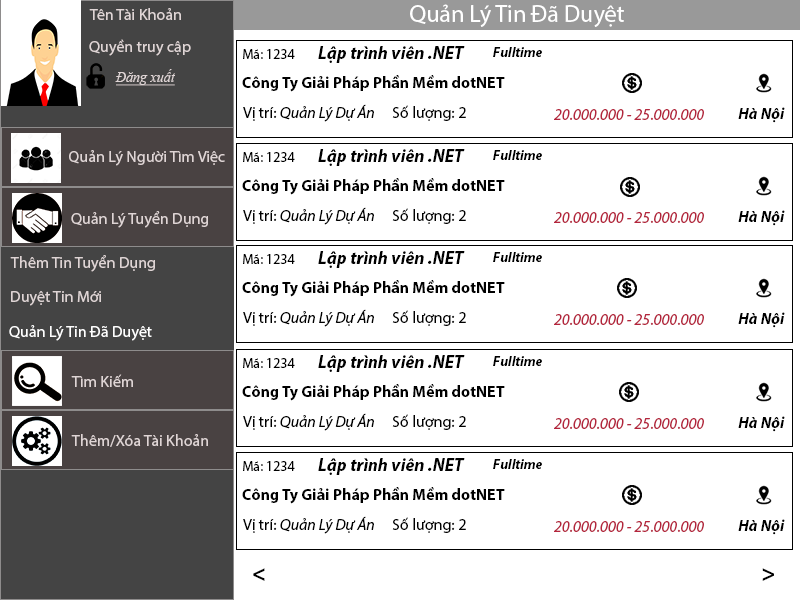 Tên Tài Khoản
Quyền truy cập
Đăng xuất
Quản Lý Người Tìm Việc
Quản Lý Tuyển Dụng
Thêm Tin Tuyển Dụng
Duyệt Tin Mới
Quản Lý Tin Đã Duyệt
Tìm Kiếm
Thêm/Xóa Tài Khoản
Quản Lý Tin Đã Duyệt
Mã: 1234 Lập trình viên .NET Fulltime
Công Ty Giải Pháp Phần Mềm dotNET
Vị trí: Quản Lý Dự Án Số lượng: 2 20.000.000 - 25.000.000 Hà Nội
Mã: 1234 Lập trình viên .NET Fulltime
Công Ty Giải Pháp Phần Mềm dotNET
Vị trí: Quản Lý Dự Án Số lượng: 2 20.000.000 - 25.000.000 Hà Nội
Mã: 1234 Lập trình viên .NET Fulltime
Công Ty Giải Pháp Phần Mềm dotNET
Vị trí: Quản Lý Dự Án Số lượng: 2 20.000.000 - 25.000.000 Hà Nội
Mã: 1234 Lập trình viên .NET Fulltime
Công Ty Giải Pháp Phần Mềm dotNET
Vị trí: Quản Lý Dự Án Số lượng: 2 20.000.000 - 25.000.000 Hà Nội
Mã: 1234 Lập trình viên .NET Fulltime
Công Ty Giải Pháp Phần Mềm dotNET
Vị trí: Quản Lý Dự Án Số lượng: 2 20.000.000 - 25.000.000 Hà Nội
< >